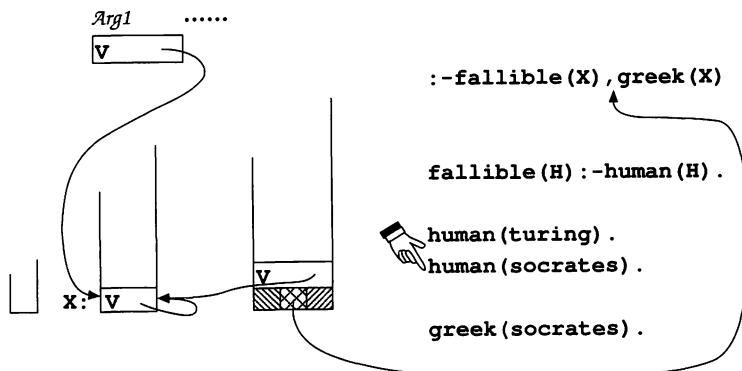 Arg1 ......
V
:-fallible(X),greek(X)
fallible(H):-human(H).
human(turing).
human(socrates).
V
X: V
greek(socrates).